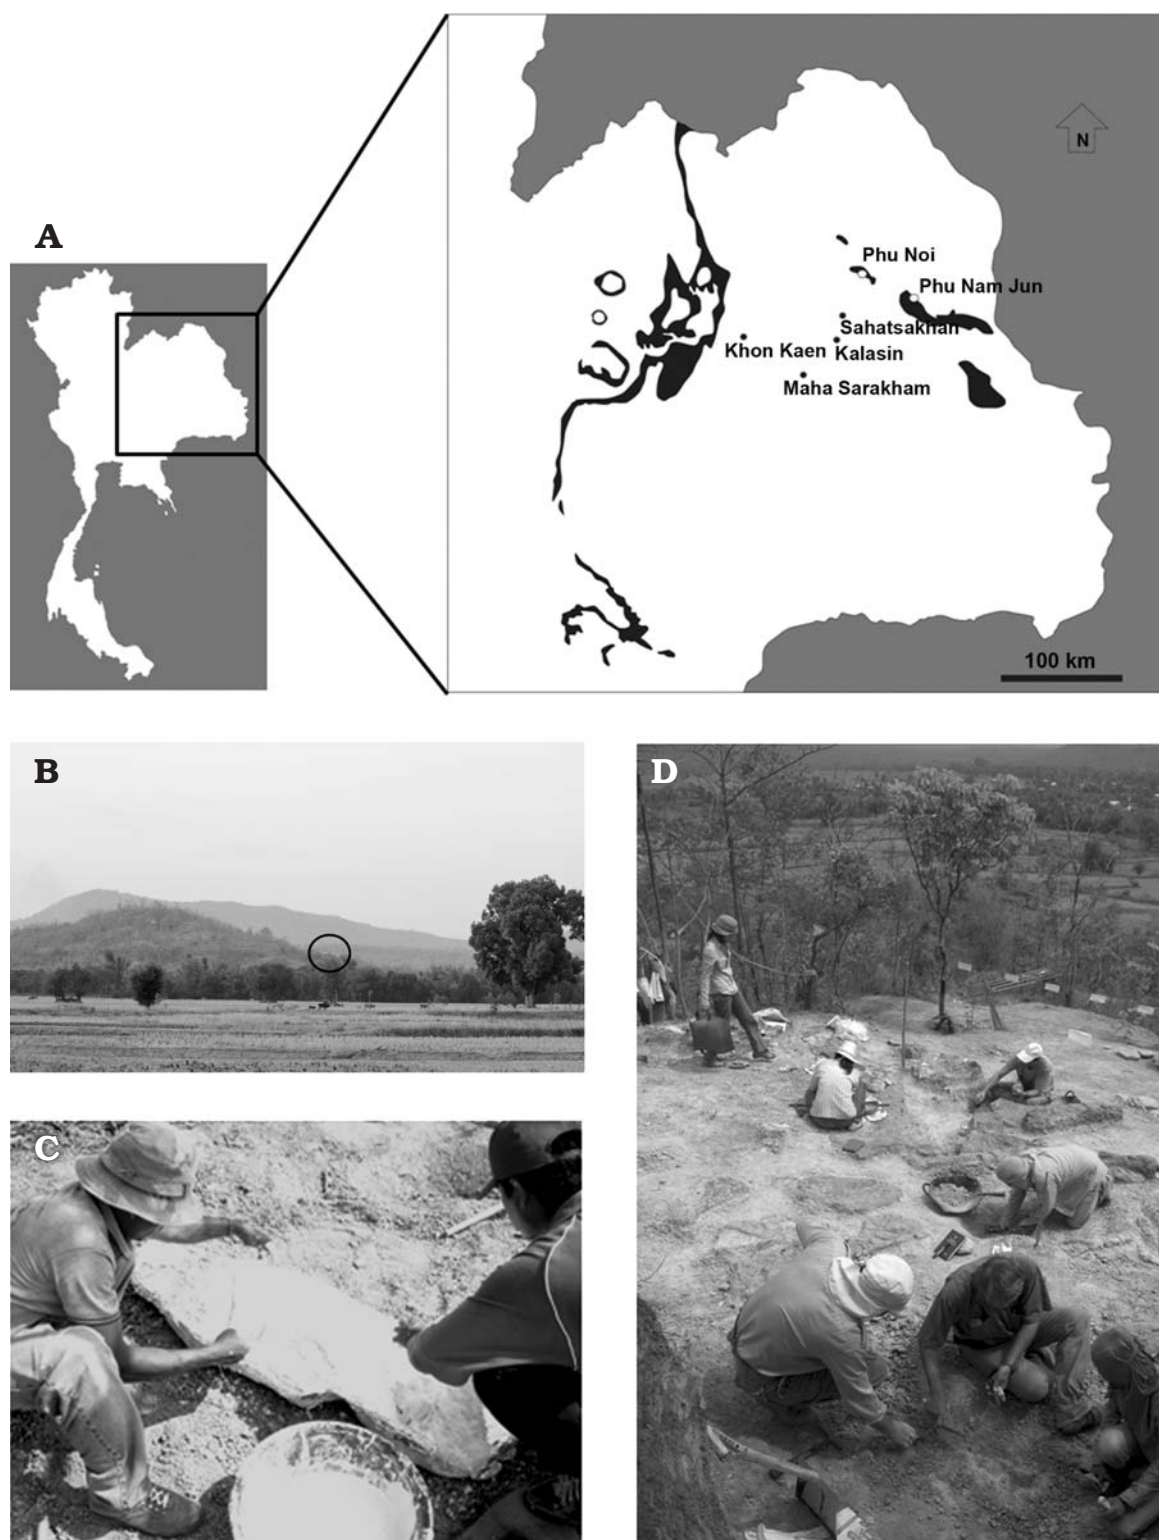 A
N
Phu Noi
Phu Nam Jun
Sahatsakhan
Khon Kaen
Kalasin
Maha Sarakham
100 km
B
D
C